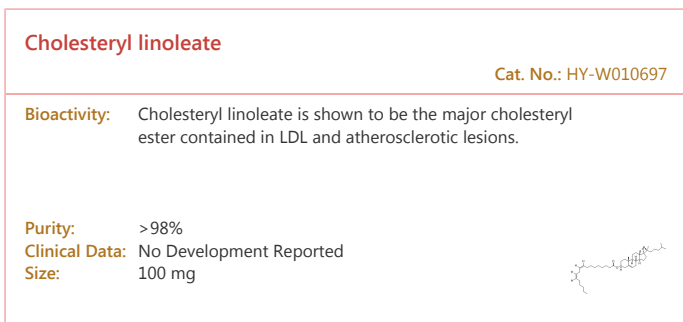 Cholesteryl linoleate
Cat. No.: HY-W010697
Bioactivity: Cholesteryl linoleate is shown to be the major cholesteryl
ester contained in LDL and atherosclerotic lesions.
Purity: >98%
Clinical Data: No Development Reported
Size: 100 mg